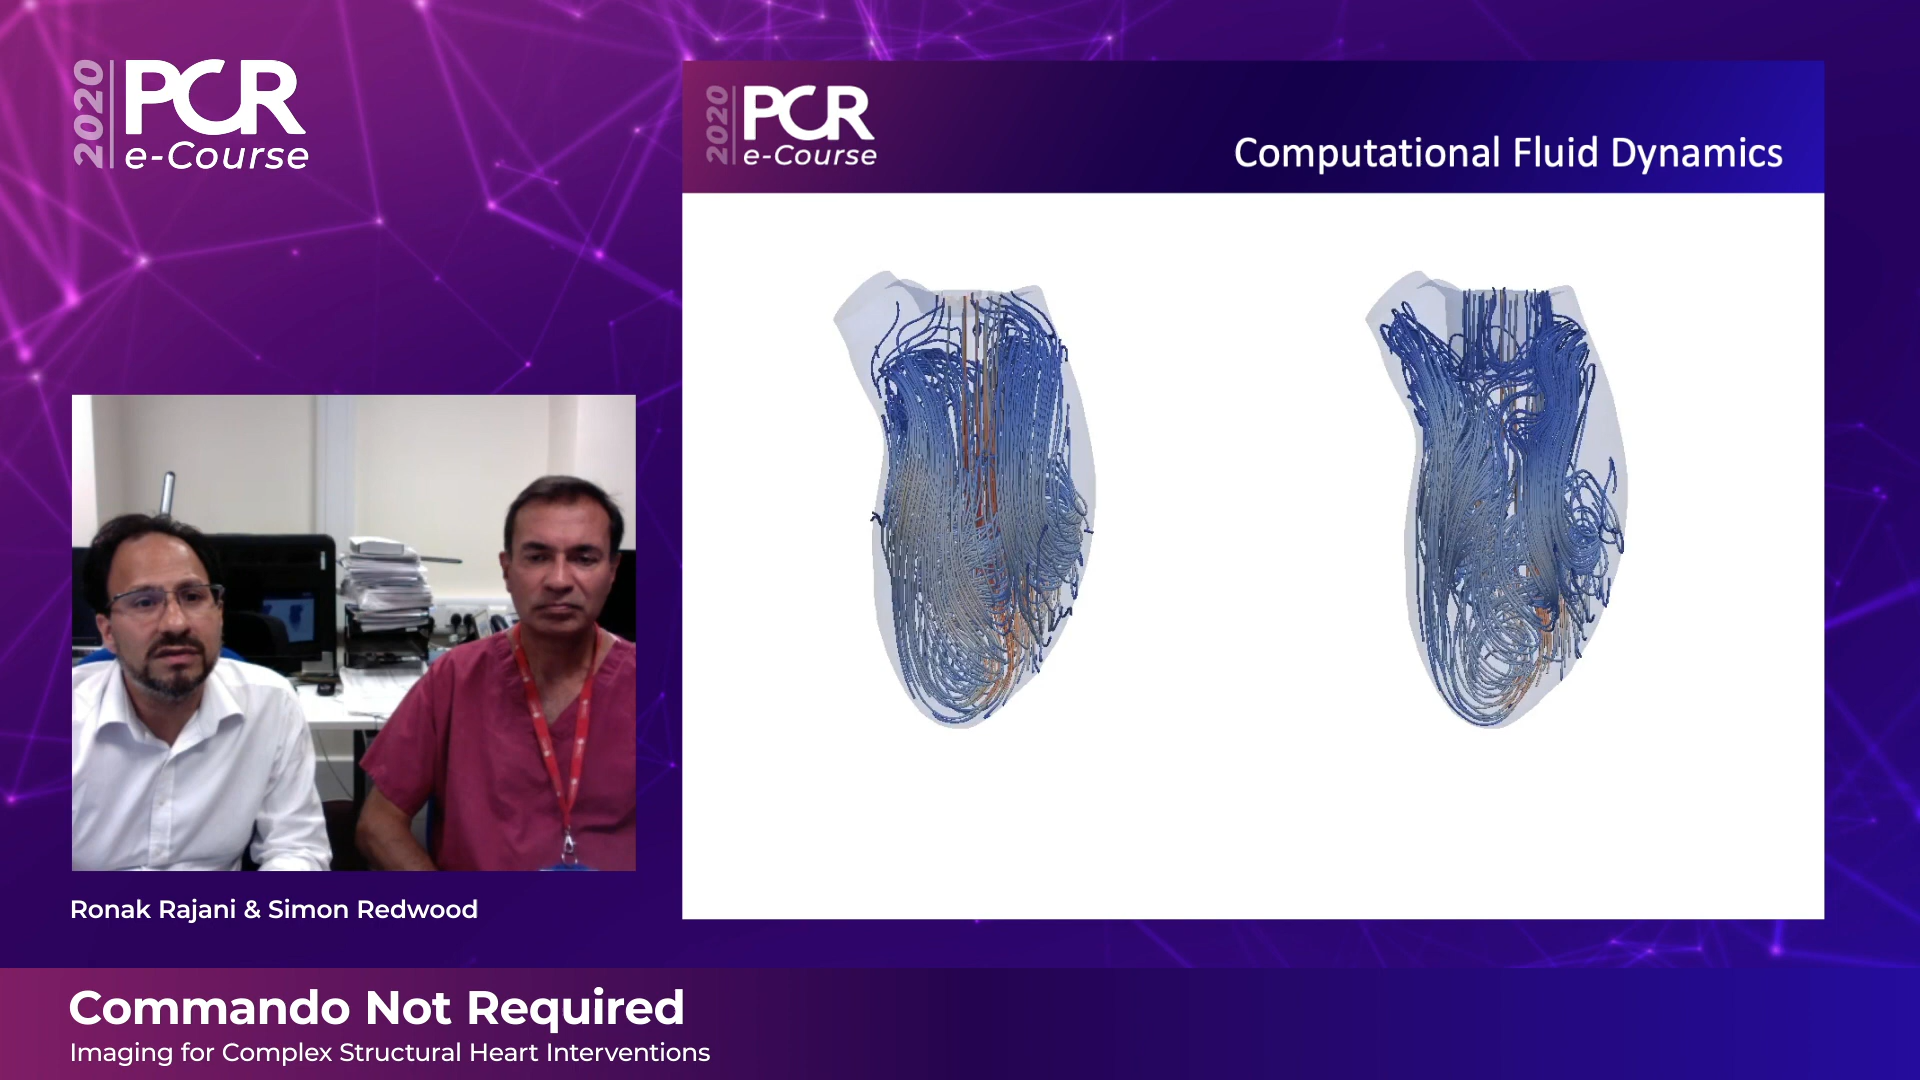 2020
PCR
e-Course
2020
PCR
e-Course
Computational Fluid Dynamics
Ronak Rajani & Simon Redwood
Commando Not Required
Imaging for Complex Structural Heart Interventions